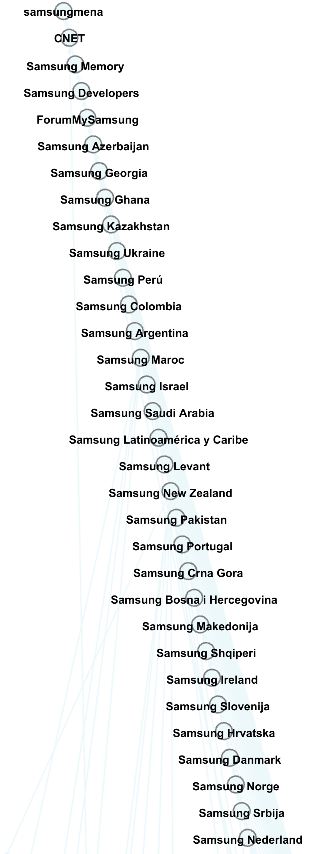 samsungmena
CNET
Samsung Memory
Samsung Developers
ForumMySamsung
Samsung Azerbaijan
Samsung Georgia
Samsung Ghana
Samsung Kazakhstan
Samsung Ukraine
Samsung Perú
Samsung Colombia
Samsung Argentina
Samsung Maroc
Samsung Israel
Samsung Saudi Arabia
Samsung Latinoamérica y Caribe
Samsung Levant
Samsung New Zealand
Samsung Pakistan
Samsung Portugal
Samsung Crna Gora
Samsung Bosna i Hercegovina
Samsung Makedonija
Samsung Shqiperi
Samsung Ireland
Samsung Slovenija
Samsung Hrvatska
Samsung Danmark
Samsung Norge
Samsung Srbija
Samsung Nederland